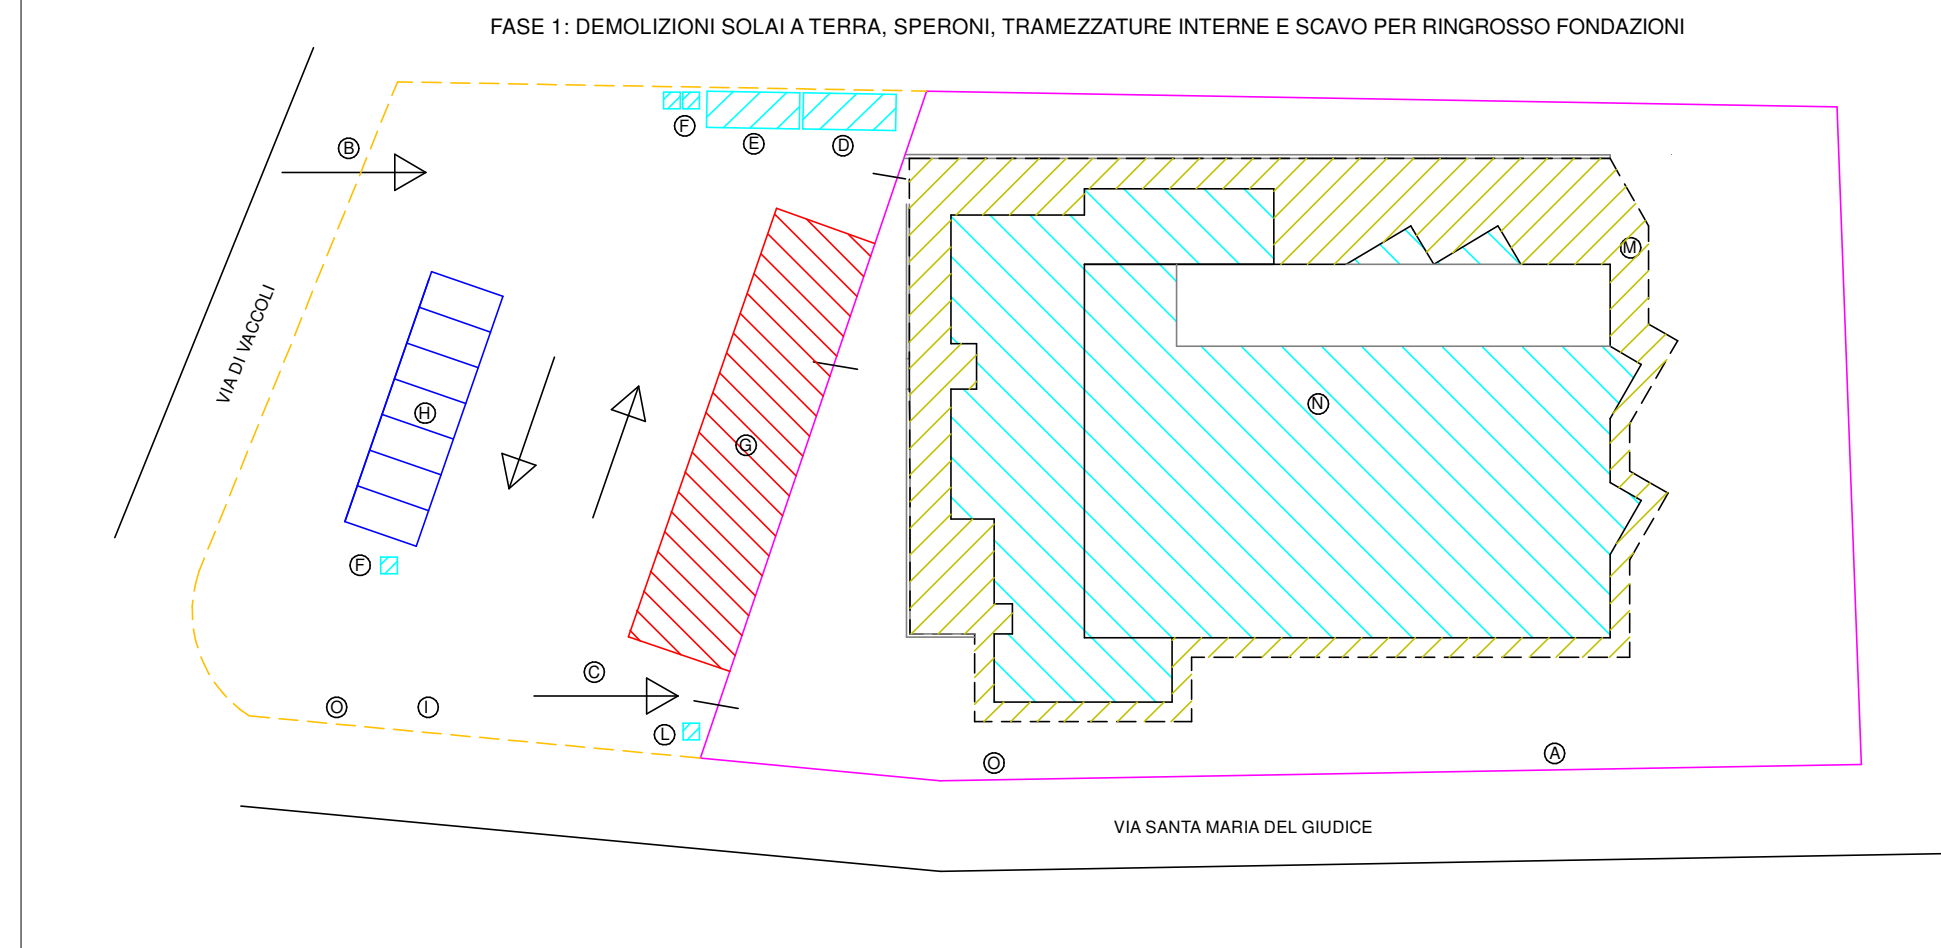 FASE 1: DEMOLIZIONI SOLAI A TERRA, SPERONI, TRAMEZZATURE INTERNE E SCAVO PER RINGROSSO FONDAZIONI
F
E
D
B
M
VIA DI VACCOLI
H
N
G
F
C
O
I
L
O
A
VIA SANTA MARIA DEL GIUDICE